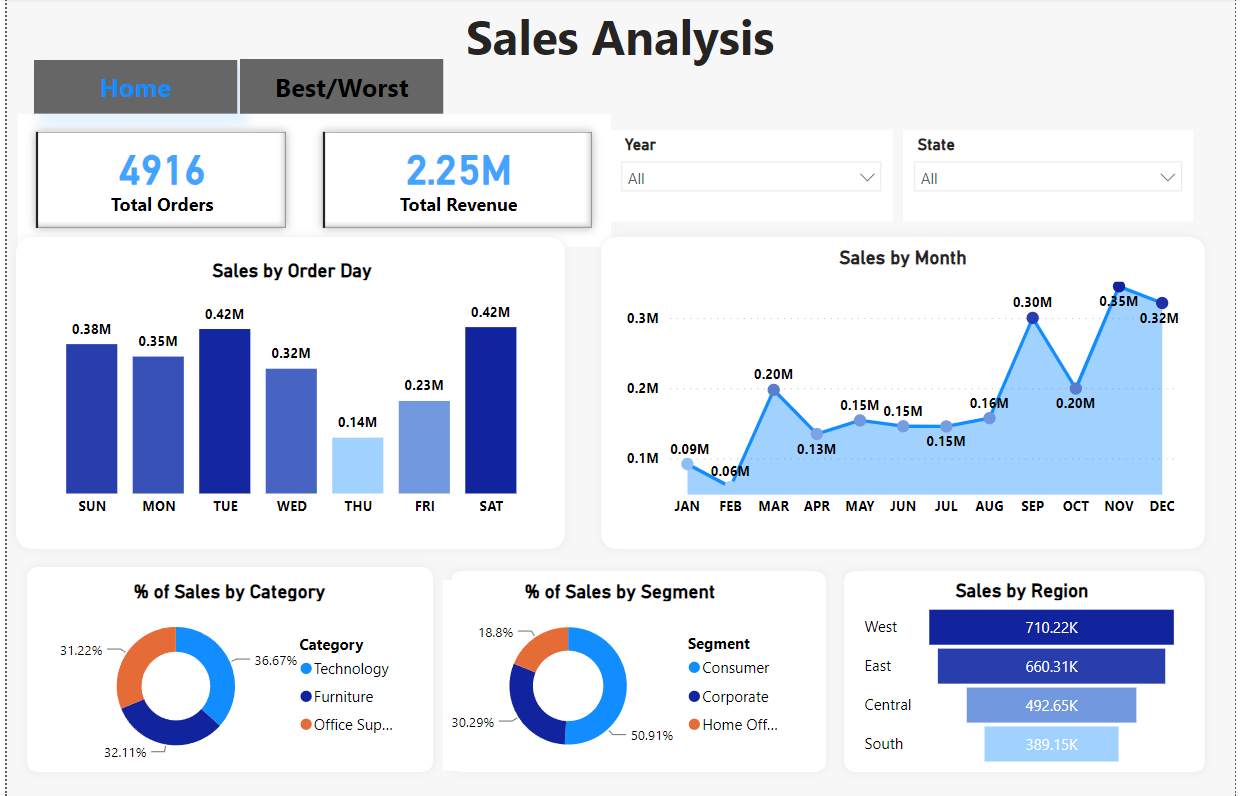 Sales Analysis
Home
Best/Worst
4916
Total Orders
2.25M
Total Revenue
Year
All
State
All
Sales by Order Day
0.38M
0.35M
0.42M
0.32M
0.14M
0.23M
0.42M
SUN MON TUE WED THU FRI SAT
Sales by Month
0.3M
0.2M
0.1M
0.09M
0.06M
0.20M
0.13M
0.15M
0.15M
0.15M
0.16M
0.30M
0.20M
0.35M
0.32M
JAN FEB MAR APR MAY JUN JUL AUG SEP OCT NOV DEC
% of Sales by Category
31.22%
36.67%
32.11%
Category
Technology
Furniture
Office Sup...
% of Sales by Segment
18.8%
30.29%
50.91%
Segment
Consumer
Corporate
Home Off...
Sales by Region
West 710.22K
East 660.31K
Central 492.65K
South 389.15K